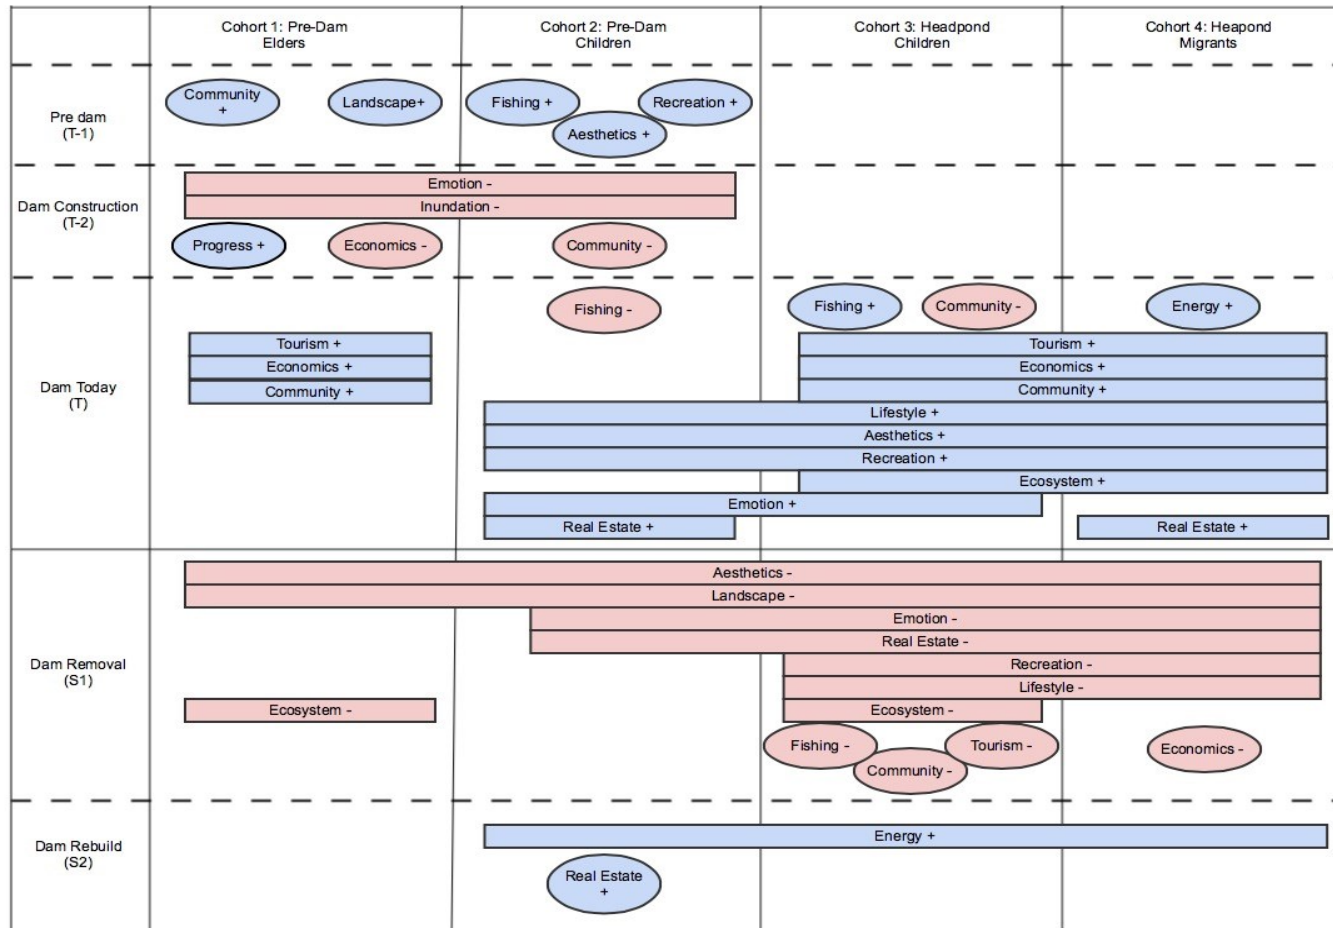 Cohort 1: Pre-Dam
Elders
Cohort 2: Pre-Dam
Children
Cohort 3: Headpond
Children
Cohort 4: Heapond
Migrants
Pre dam
(T-1)
Community
+
Landscape+
Fishing +
Aesthetics +
Recreation +
Dam Construction
(T-2)
Emotion -
Inundation -
Progress +
Economics -
Community -
Dam Today
(T)
Fishing -
Fishing +
Community -
Energy +
Tourism +
Tourism +
Economics +
Economics +
Community +
Community +
Lifestyle +
Aesthetics +
Recreation +
Ecosystem +
Emotion +
Real Estate +
Real Estate +
Dam Removal
(S1)
Aesthetics -
Landscape -
Emotion -
Real Estate -
Recreation -
Lifestyle -
Ecosystem -
Ecosystem -
Fishing -
Community -
Tourism -
Economics -
Dam Rebuild
(S2)
Energy +
Real Estate
+